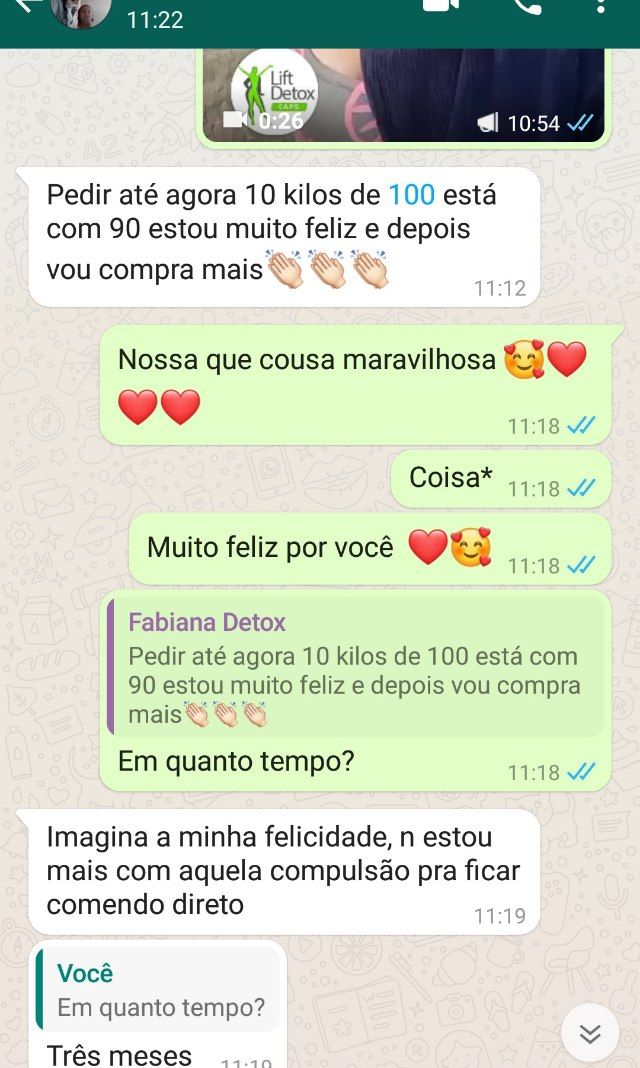 11:22
Lift
Detox
CAPS
0:26
10:54
Pedir até agora 10 kilos de 100 está
com 90 estou muito feliz e depois
vou compra mais👏🏻👏🏻👏🏻
11:12
Nossa que cousa maravilhosa 🥰❤️
❤️❤️
11:18
Coisa*
11:18
Muito feliz por você ❤️🥰
11:18
Fabiana Detox
Pedir até agora 10 kilos de 100 está com
90 estou muito feliz e depois vou compra
mais👏🏻👏🏻👏🏻
Em quanto tempo?
11:18
Imagina a minha felicidade, n estou
mais com aquela compulsão pra ficar
comendo direto
11:19
Você
Em quanto tempo?
Três meses
11:19